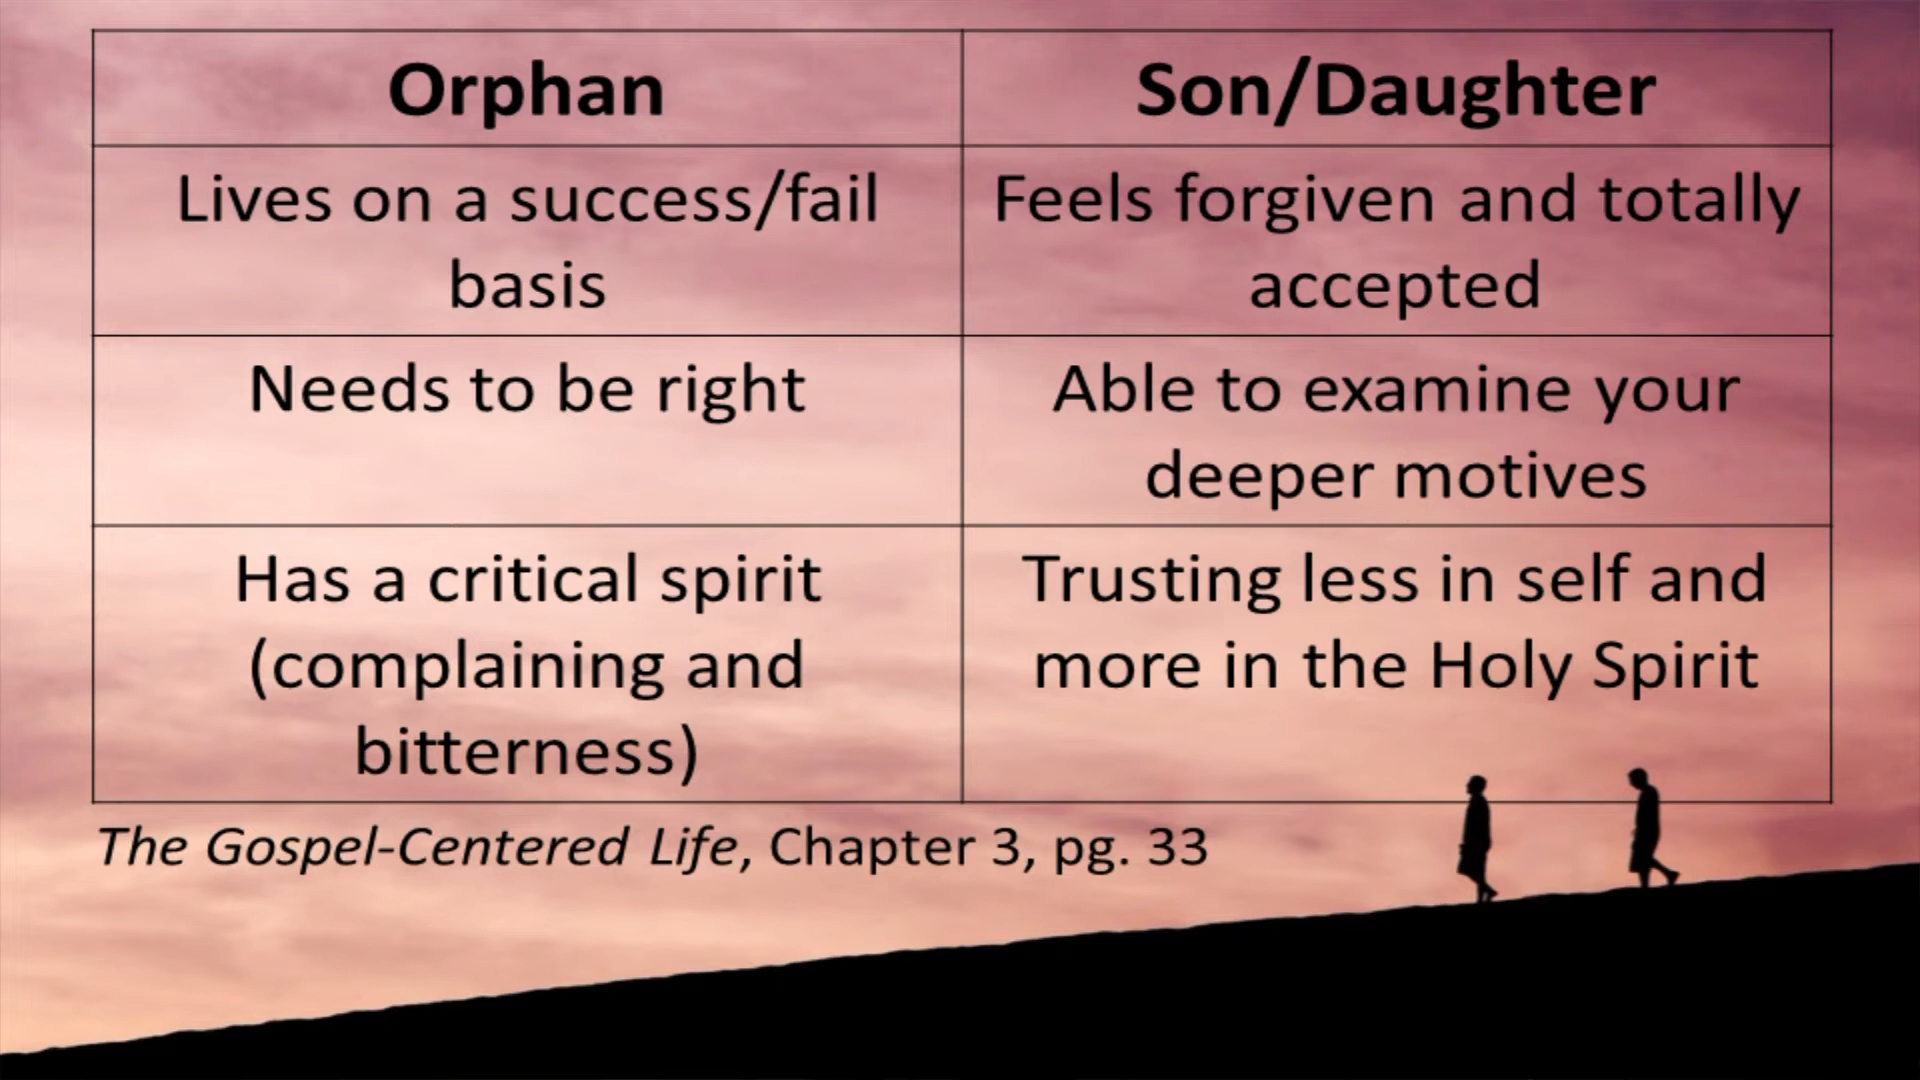 Orphan
Son/Daughter
Lives on a success/fail
basis
Feels forgiven and totally
accepted
Needs to be right
Able to examine your
deeper motives
Has a critical spirit
(complaining and
bitterness)
Trusting less in self and
more in the Holy Spirit
The Gospel-Centered Life, Chapter 3, pg. 33